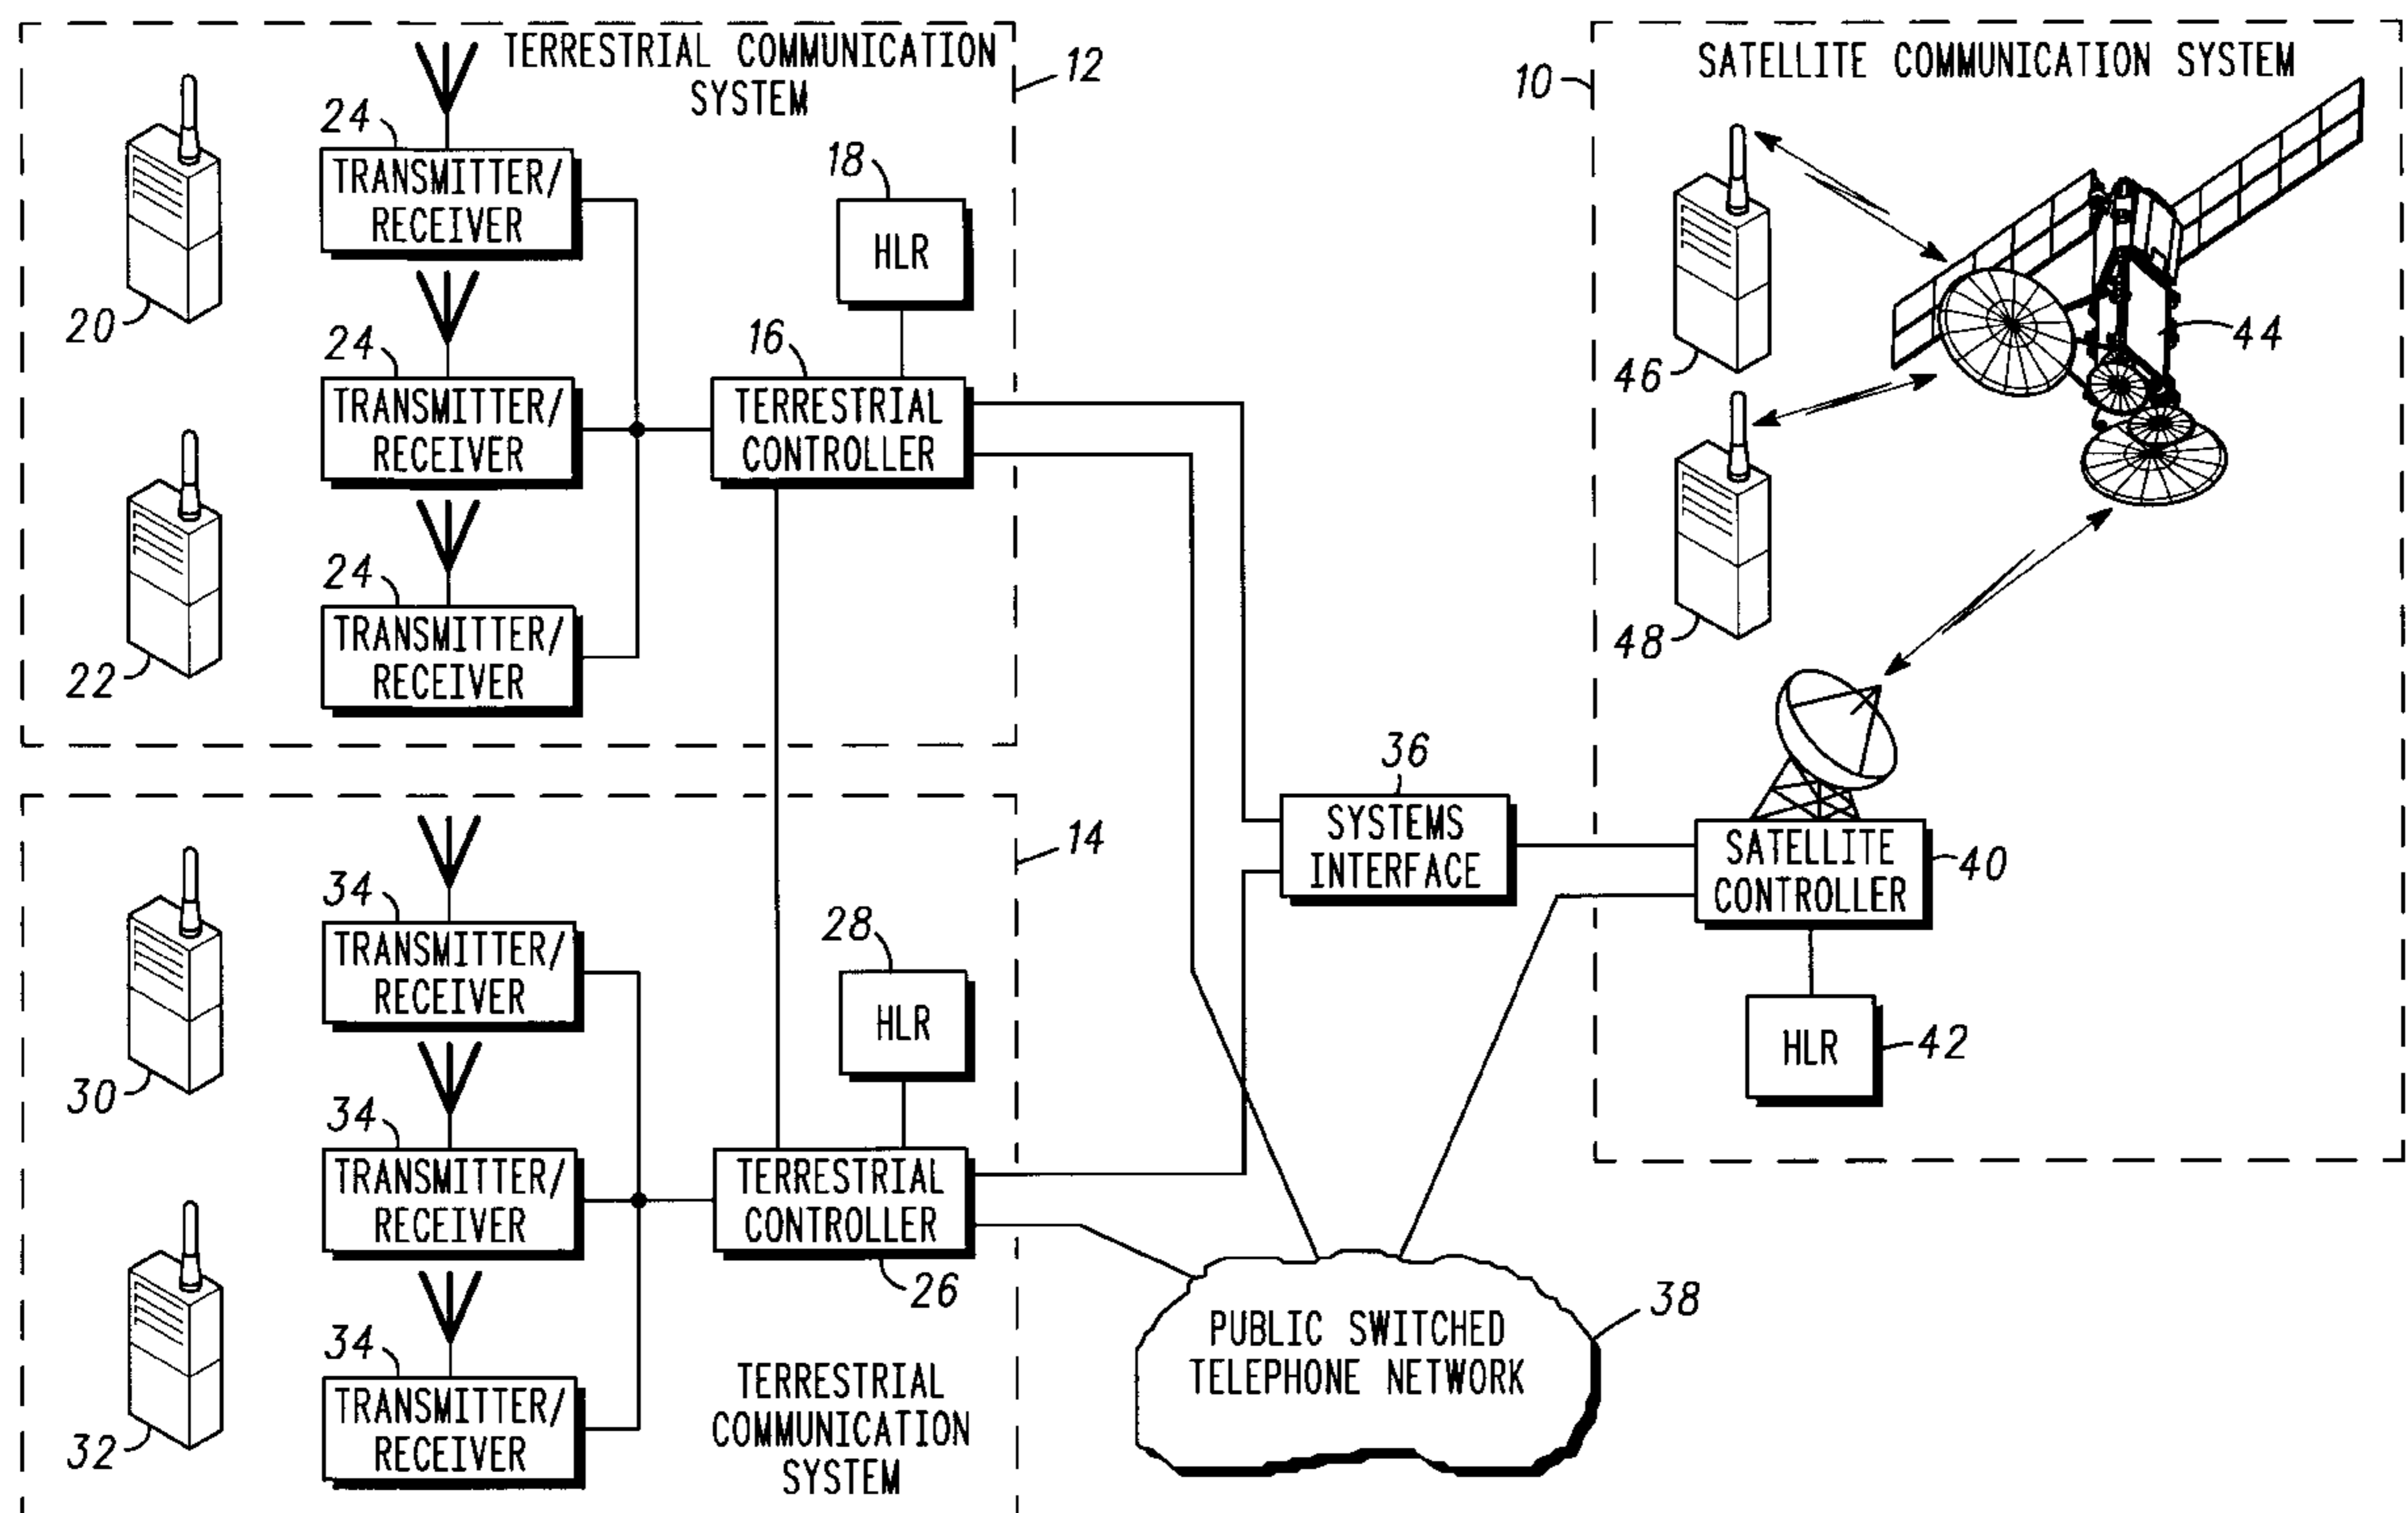 TERRESTRIAL COMMUNICATION
SYSTEM
12
24
TRANSMITTER/
RECEIVER
20
24
TRANSMITTER/
RECEIVER
22
24
TRANSMITTER/
RECEIVER
18
HLR
16
TERRESTRIAL
CONTROLLER
10
SATELLITE COMMUNICATION SYSTEM
46
44
48
36
SYSTEMS
INTERFACE
SATELLITE
CONTROLLER
40
HLR
42
14
34
TRANSMITTER/
RECEIVER
30
34
TRANSMITTER/
RECEIVER
32
34
TRANSMITTER/
RECEIVER
28
HLR
TERRESTRIAL
CONTROLLER
26
TERRESTRIAL
COMMUNICATION
SYSTEM
38
PUBLIC SWITCHED
TELEPHONE NETWORK